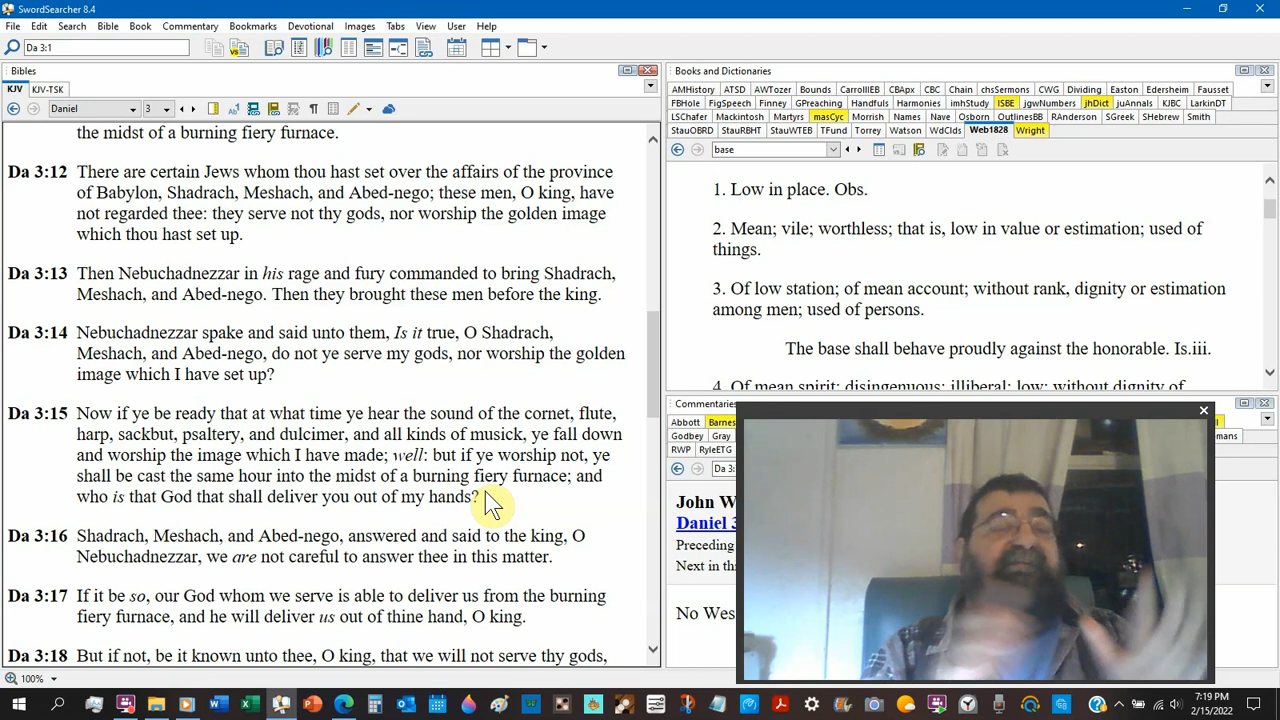 SwordSearcher 8.4
File Edit Search Bible Book Commentary Bookmarks Devotional Images Tabs View User Help
Da 3:1
Bibles
KJV KJV-TSK
Daniel 3
the midst of a burning fiery furnace.
Da 3:12 There are certain Jews whom thou hast set over the affairs of the province
of Babylon, Shadrach, Meshach, and Abed-nego; these men, O king, have
not regarded thee: they serve not thy gods, nor worship the golden image
which thou hast set up.
Da 3:13 Then Nebuchadnezzar in his rage and fury commanded to bring Shadrach,
Meshach, and Abed-nego. Then they brought these men before the king.
Da 3:14 Nebuchadnezzar spake and said unto them, Is it true, O Shadrach,
Meshach, and Abed-nego, do not ye serve my gods, nor worship the golden
image which I have set up?
Da 3:15 Now if ye be ready that at what time ye hear the sound of the cornet, flute,
harp, sackbut, psaltery, and dulcimer, and all kinds of musick, ye fall down
and worship the image which I have made; well: but if ye worship not, ye
shall be cast the same hour into the midst of a burning fiery furnace; and
who is that God that shall deliver you out of my hands?
Da 3:16 Shadrach, Meshach, and Abed-nego, answered and said to the king, O
Nebuchadnezzar, we are not careful to answer thee in this matter.
Da 3:17 If it be so, our God whom we serve is able to deliver us from the burning
fiery furnace, and he will deliver us out of thine hand, O king.
Da 3:18 But if not, be it known unto thee, O king, that we will not serve thy gods,
100%
Books and Dictionaries
AMHistory ATSD AWTozer Bounds CarrollIEB CBApx CBC Chain chsSermons CWG Dividing Easton Edersheim Fausset
FBHole FigSpeech Finney GPreaching Handfuls Harmonies imhStudy ISBE jgwNumbers jhDict juAnnals KJBC LarkinDT
LSChafer Mackintosh Martyrs masCyc Morrish Names Nave Osborn OutlinesBB RAnderson SGreek SHebrew Smith
StauOBRD StauRBHT StauWTEB TFund Torrey Watson WdClds Web1828 Wright
base
1. Low in place. Obs.
2. Mean; vile; worthless; that is, low in value or estimation; used of
things.
3. Of low station; of mean account; without rank, dignity or estimation
among men; used of persons.
The base shall behave proudly against the honorable. Is.iii.
4. Of mean spirit; disingenuous; illiberal; low; without dignity of
Commentaries
Abbott Barnes
Godbey Gray
RWP RyleETG
Da 3:
John W
Daniel 3
Preceding
Next in th
No Wes
7:19 PM
2/15/2022